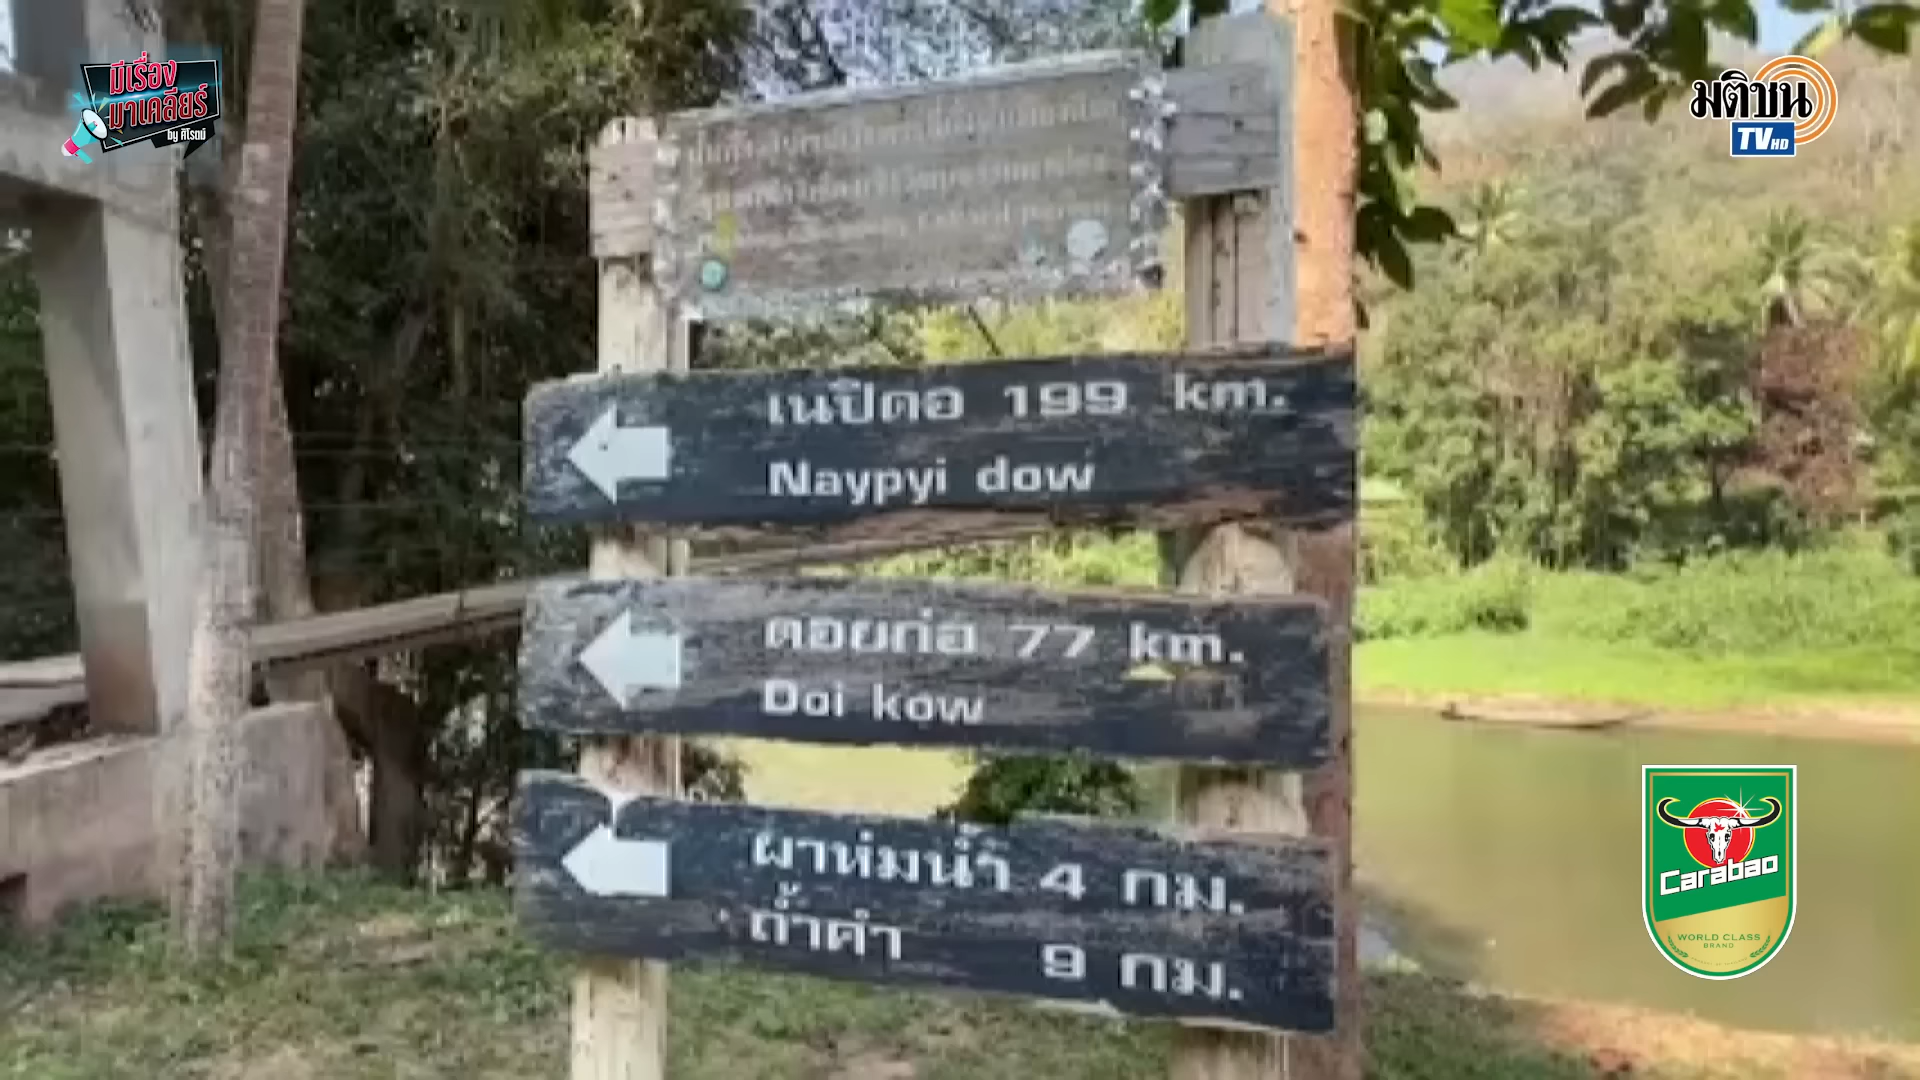 มีเรื่อง
มาเคลียร์
by ศิโรตม์
มติชน
TV HD
เนปิดอ 199 km.
Naypyi dow
ดอยก่อ 77 km.
Doi kow
ผาห่มน้ำ 4 กม.
ถ้ำดำ 9 กม.
Carabao
WORLD CLASS
BRAND